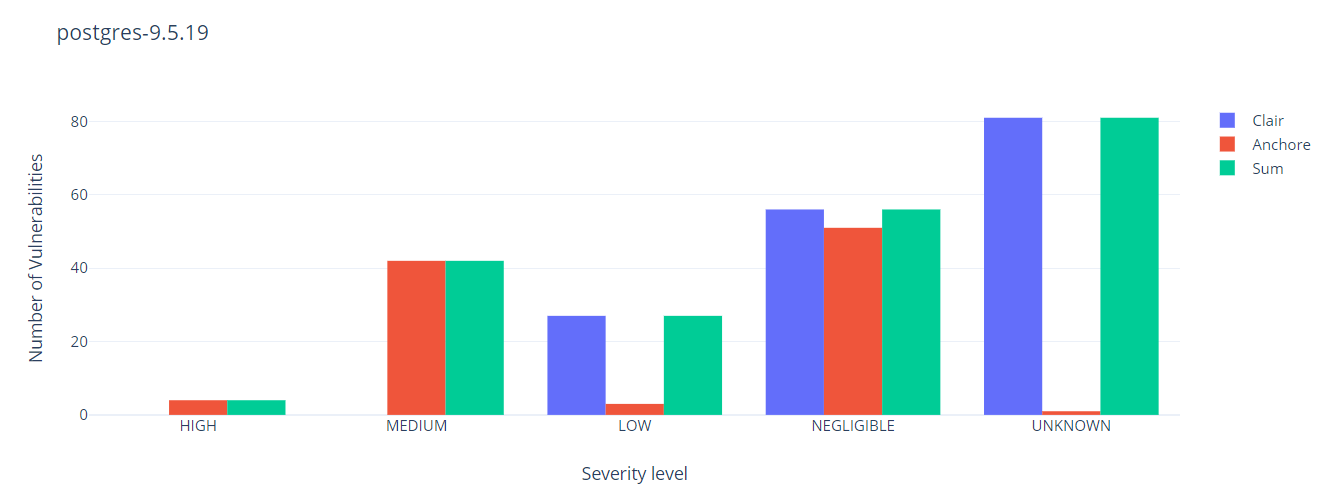 postgres-9.5.19
Number of Vulnerabilities
80
60
40
20
0
HIGH
MEDIUM
LOW
NEGLIGIBLE
UNKNOWN
Severity level
Clair
Anchore
Sum